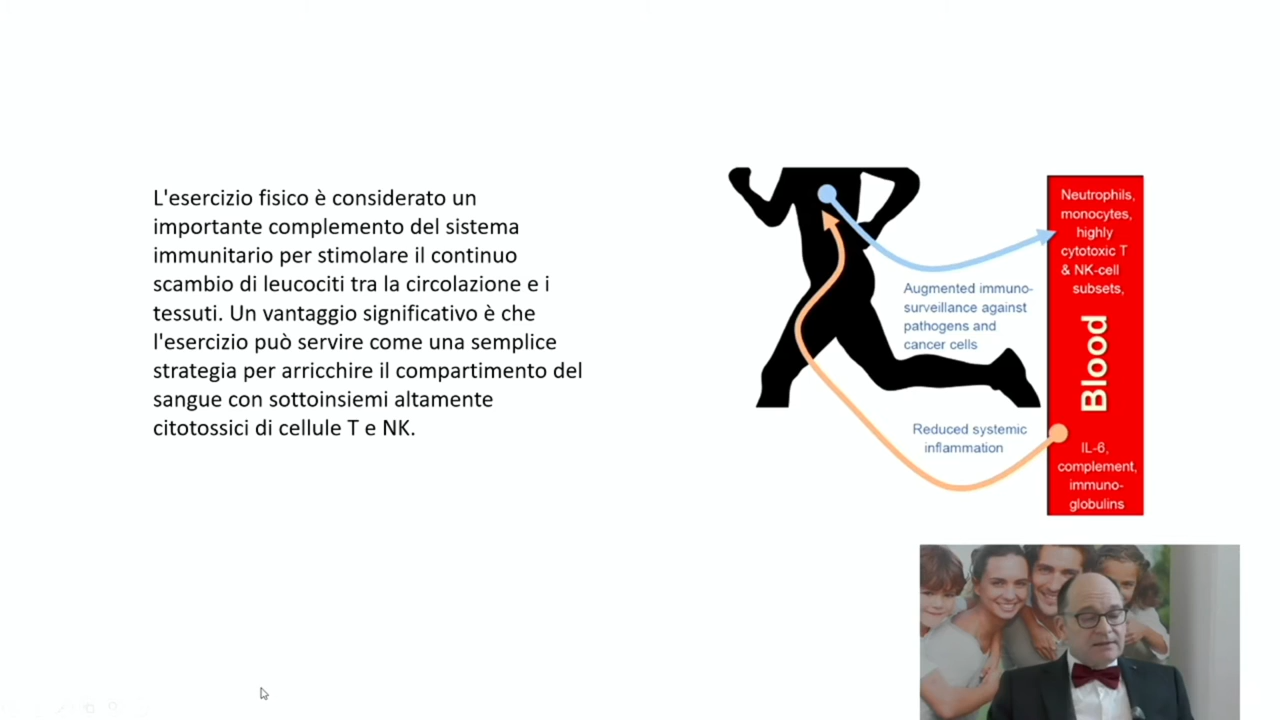 L'esercizio fisico è considerato un
importante complemento del sistema
immunitario per stimolare il continuo
scambio di leucociti tra la circolazione e i
tessuti. Un vantaggio significativo è che
l'esercizio può servire come una semplice
strategia per arricchire il compartimento del
sangue con sottoinsiemi altamente
citotossici di cellule T e NK.
Augmented immuno-
surveillance against
pathogens and
cancer cells
Reduced systemic
inflammation
Neutrophils,
monocytes,
highly
cytotoxic T
& NK-cell
subsets,
Blood
IL-6,
complement,
immuno-
globulins